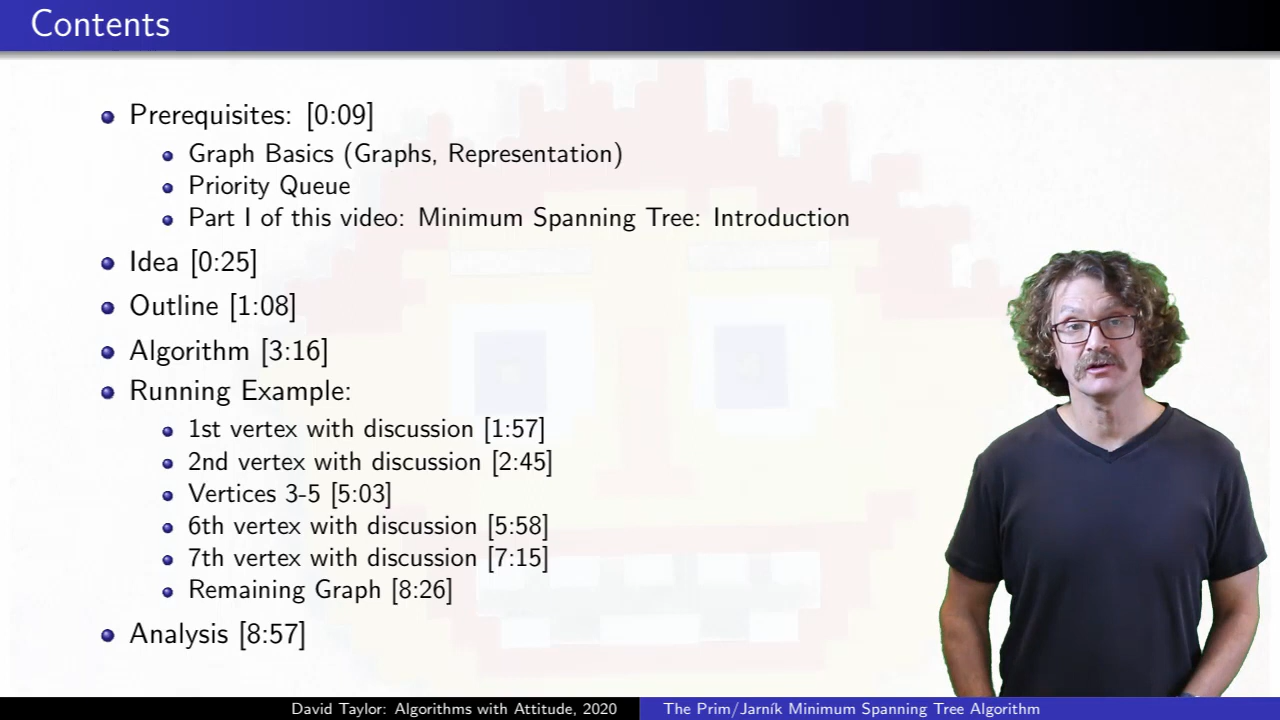 Contents
Prerequisites: [0:09]
Graph Basics (Graphs, Representation)
Priority Queue
Part I of this video: Minimum Spanning Tree: Introduction
Idea [0:25]
Outline [1:08]
Algorithm [3:16]
Running Example:
1st vertex with discussion [1:57]
2nd vertex with discussion [2:45]
Vertices 3-5 [5:03]
6th vertex with discussion [5:58]
7th vertex with discussion [7:15]
Remaining Graph [8:26]
Analysis [8:57]
David Taylor: Algorithms with Attitude, 2020
The Prim/Jarník Minimum Spanning Tree Algorithm